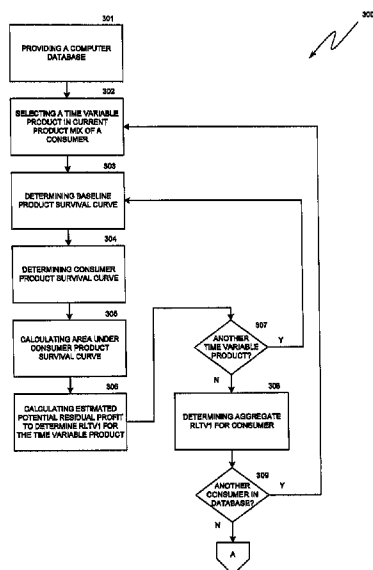 300
301
PROVIDING A COMPUTER
DATABASE
302
SELECTING A TIME VARIABLE
PRODUCT IN CURRENT
PRODUCT MIX OF A
CONSUMER
303
DETERMINING BASELINE
PRODUCT SURVIVAL CURVE
304
DETERMINING CONSUMER
PRODUCT SURVIVAL CURVE
305
CALCULATING AREA UNDER
CONSUMER PRODUCT
SURVIVAL CURVE
306
CALCULATING ESTIMATED
POTENTIAL RESIDUAL PROFIT
TO DETERMINE RLTV1 FOR
THE TIME VARIABLE PRODUCT
307
ANOTHER
TIME VARIABLE
PRODUCT?
Y
N
308
DETERMINING AGGREGATE
RLTV1 FOR CONSUMER
309
ANOTHER
CONSUMER IN
DATABASE?
Y
N
A